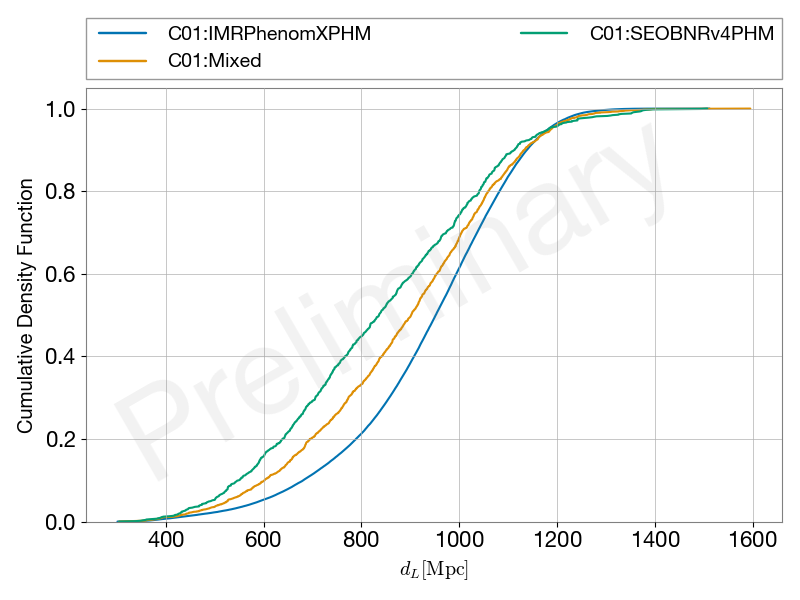 C01:IMRPhenomXPHM
C01:Mixed
C01:SEOBNRv4PHM
Preliminary
Cumulative Density Function
1.0
0.8
0.6
0.4
0.2
0.0
400 600 800 1000 1200 1400 1600
d_L[Mpc]